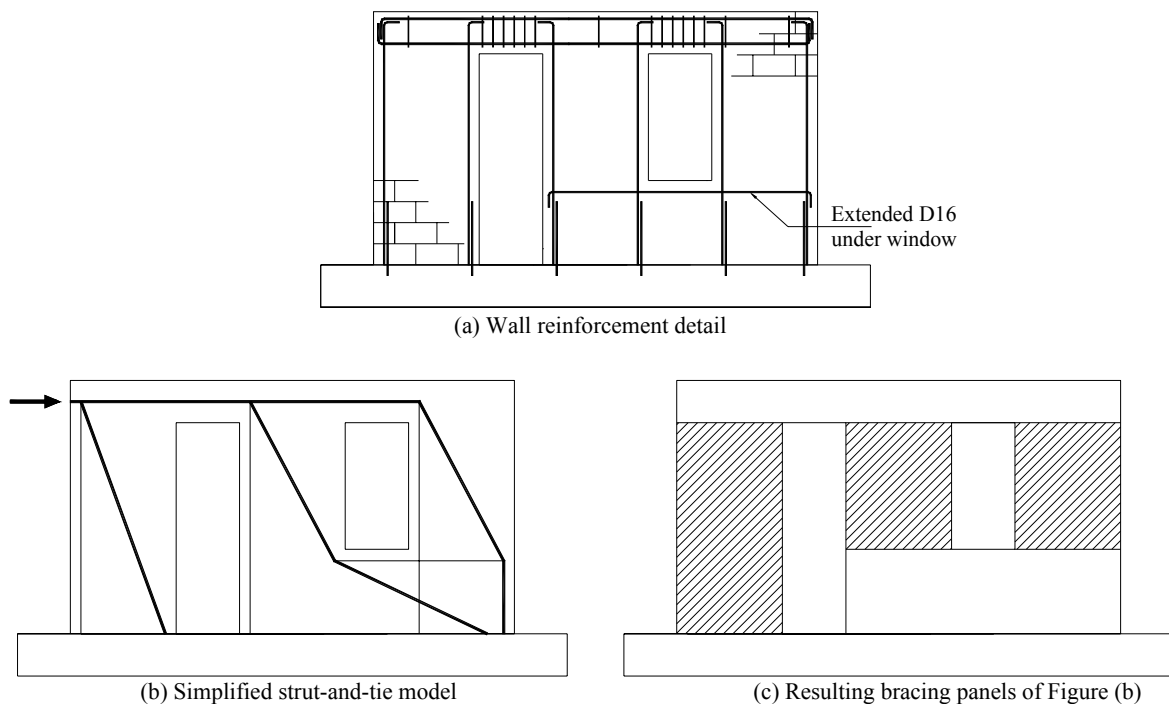 Extended D16
under window
(a) Wall reinforcement detail
(b) Simplified strut-and-tie model
(c) Resulting bracing panels of Figure (b)